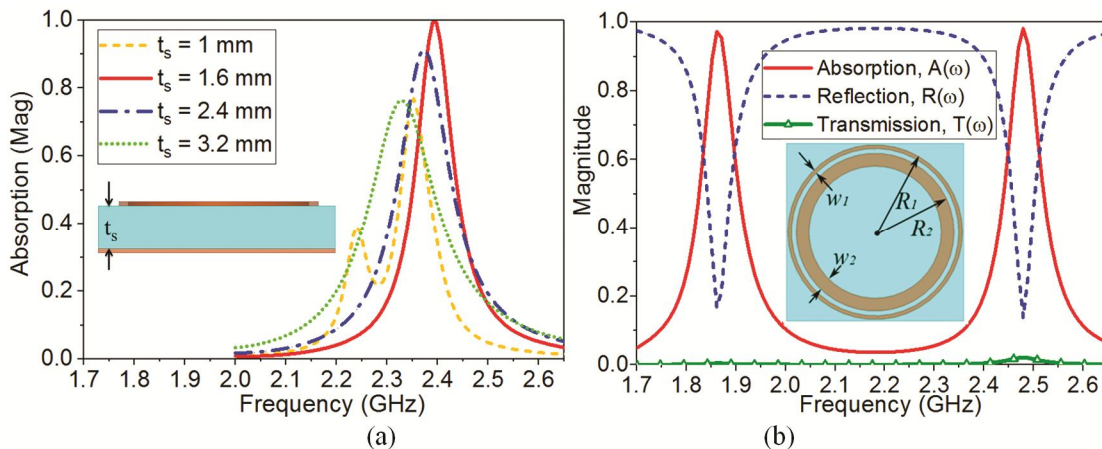 Absorption (Mag)
1.0
0.8
0.6
0.4
0.2
0.0
t_s = 1 mm
t_s = 1.6 mm
t_s = 2.4 mm
t_s = 3.2 mm
t_s
1.7 1.8 1.9 2.0 2.1 2.2 2.3 2.4 2.5 2.6
Frequency (GHz)
(a)
Magnitude
1.0
0.8
0.6
0.4
0.2
0.0
Absorption, A(ω)
Reflection, R(ω)
Transmission, T(ω)
w1
R1
R2
w2
1.7 1.8 1.9 2.0 2.1 2.2 2.3 2.4 2.5 2.6
Frequency (GHz)
(b)